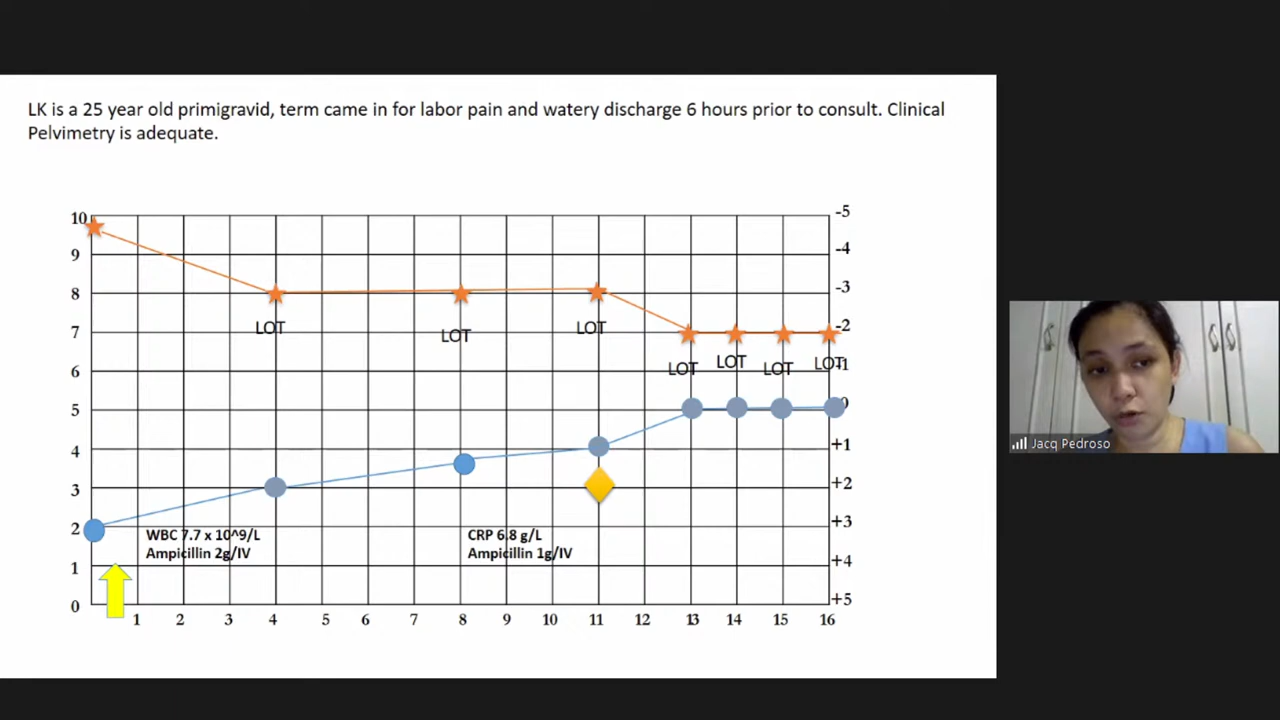 LK is a 25 year old primigravid, term came in for labor pain and watery discharge 6 hours prior to consult. Clinical
Pelvimetry is adequate.
10
9
8
7
6
5
4
3
2
1
0
-5
-4
-3
-2
-1
0
+1
+2
+3
+4
+5
LOT
LOT
LOT
LOT
LOT
LOT
LOT
WBC 7.7 x 10^9/L
Ampicillin 2g/IV
CRP 6.8 g/L
Ampicillin 1g/IV
1 2 3 4 5 6 7 8 9 10 11 12 13 14 15 16
Jacq Pedroso